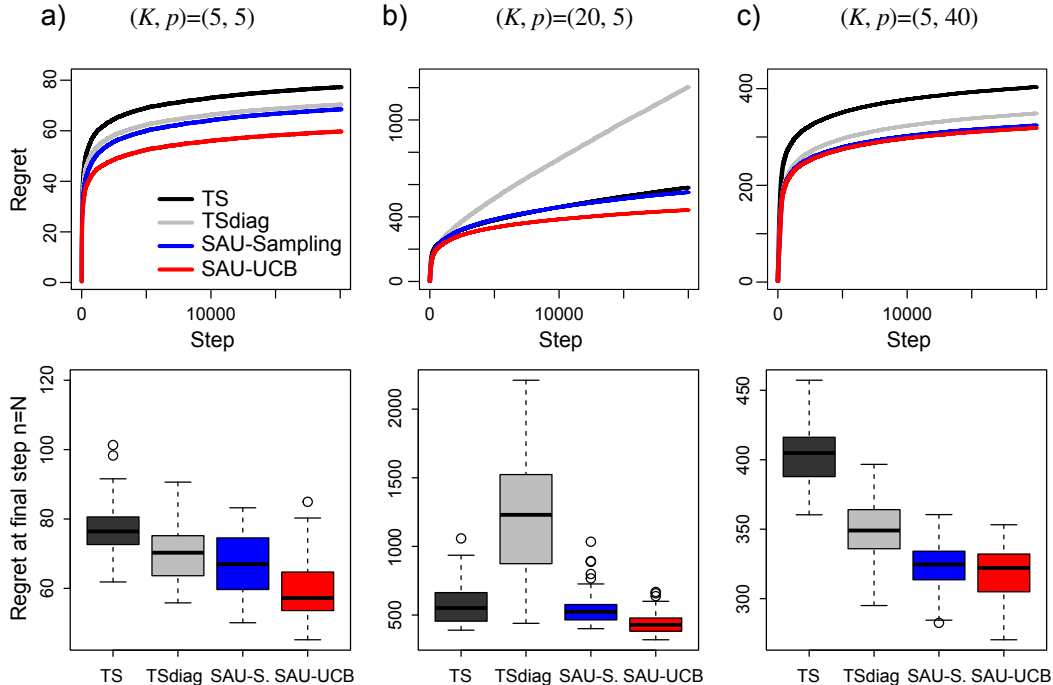 a) (K, p)=(5, 5) b) (K, p)=(20, 5) c) (K, p)=(5, 40)
Regret
0 20 40 60 80
TS
TSdiag
SAU-Sampling
SAU-UCB
0 10000
Step
0 400 800 1000
0 10000
Step
0 200 400
0 10000
Step
Regret at final step n=N
60 80 100 120
TS TSdiag SAU-S. SAU-UCB
500 1000 1500 2000
TS TSdiag SAU-S. SAU-UCB
300 350 400 450
TS TSdiag SAU-S. SAU-UCB